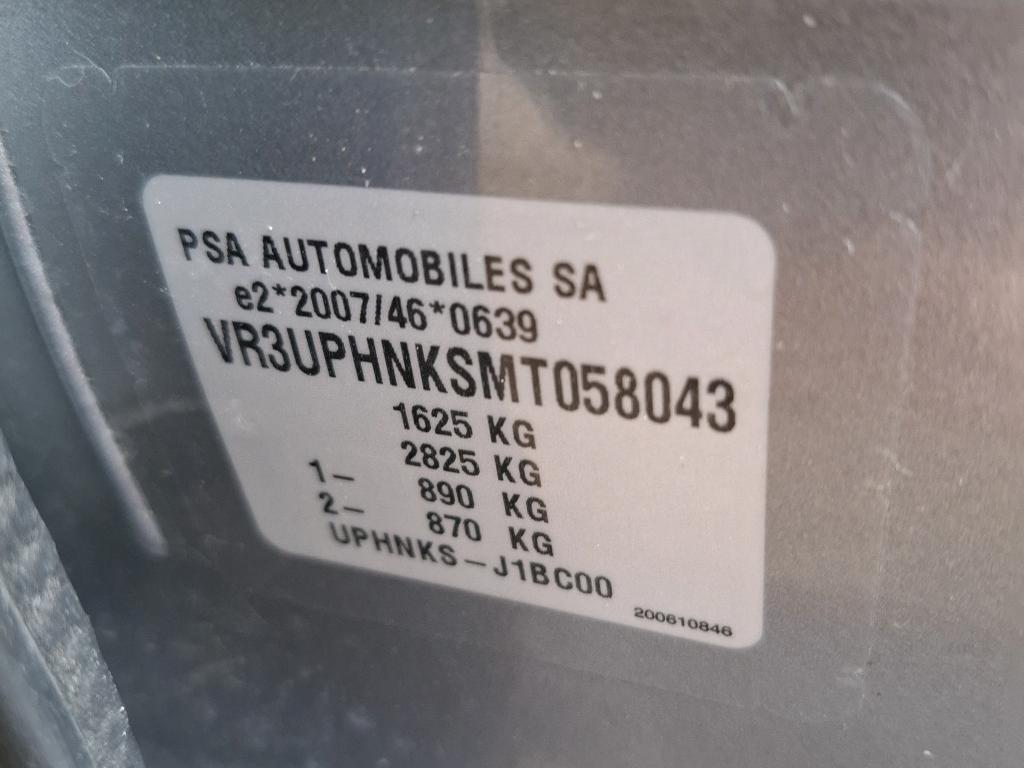 PSA AUTOMOBILES SA
e2*2007/46*0639
VR3UPHNKSMT058043
1625 KG
2825 KG
1– 890 KG
2– 870 KG
UPHNKS–J1BC00
200610846